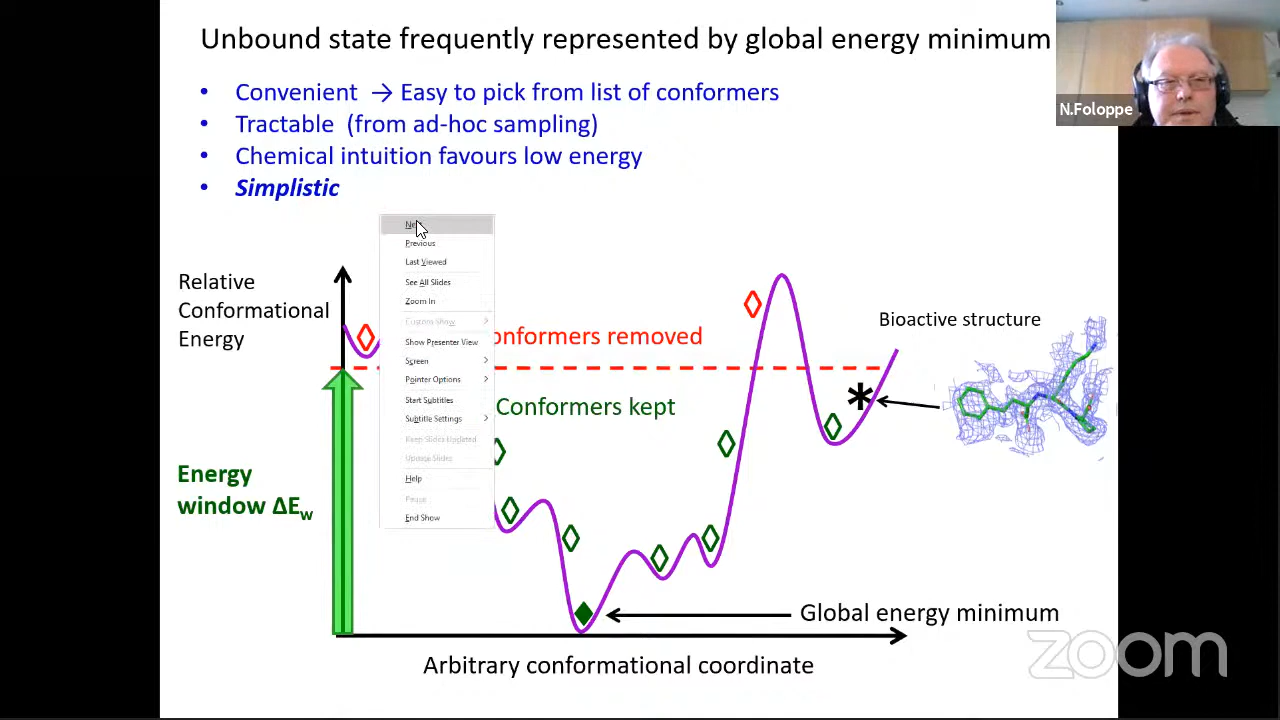 Unbound state frequently represented by global energy minimum
• Convenient → Easy to pick from list of conformers
• Tractable (from ad-hoc sampling)
• Chemical intuition favours low energy
• Simplistic
N.Foloppe
Relative
Conformational
Energy
Next
Previous
Last Viewed
See All Slides
Zoom In
Custom Show
Show Presenter View
Screen
Pointer Options
Start Subtitles
Subtitle Settings
Keep Slides Updated
Update Slides
Help
Pause
End Show
onformers removed
Conformers kept
Bioactive structure
*
Energy
window ΔEw
Global energy minimum
Arbitrary conformational coordinate
zoom